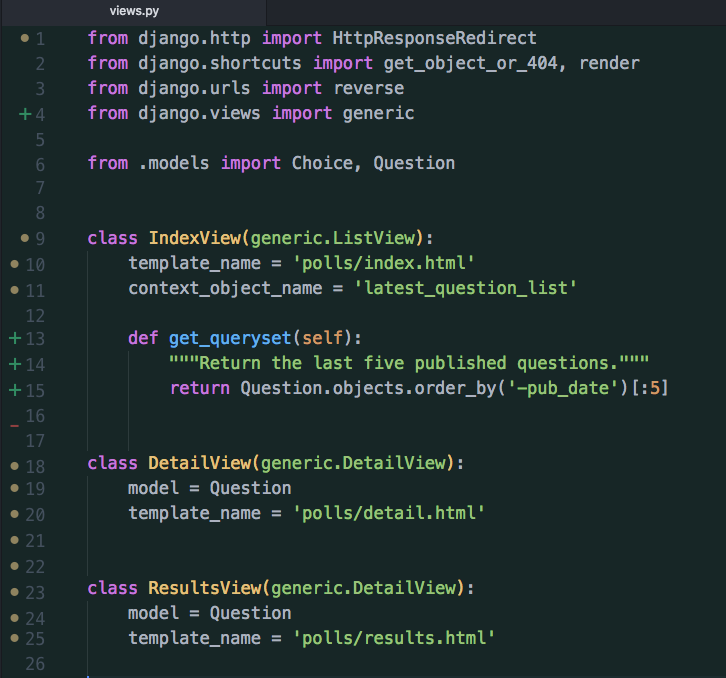 views.py
1 from django.http import HttpResponseRedirect
2 from django.shortcuts import get_object_or_404, render
3 from django.urls import reverse
+ 4 from django.views import generic
5
6 from .models import Choice, Question
7
8
9 class IndexView(generic.ListView):
10     template_name = 'polls/index.html'
11     context_object_name = 'latest_question_list'
12
+ 13     def get_queryset(self):
+ 14         """Return the last five published questions."""
+ 15         return Question.objects.order_by('-pub_date')[:5]
16
17
18 class DetailView(generic.DetailView):
19     model = Question
20     template_name = 'polls/detail.html'
21
22
23 class ResultsView(generic.DetailView):
24     model = Question
25     template_name = 'polls/results.html'
26